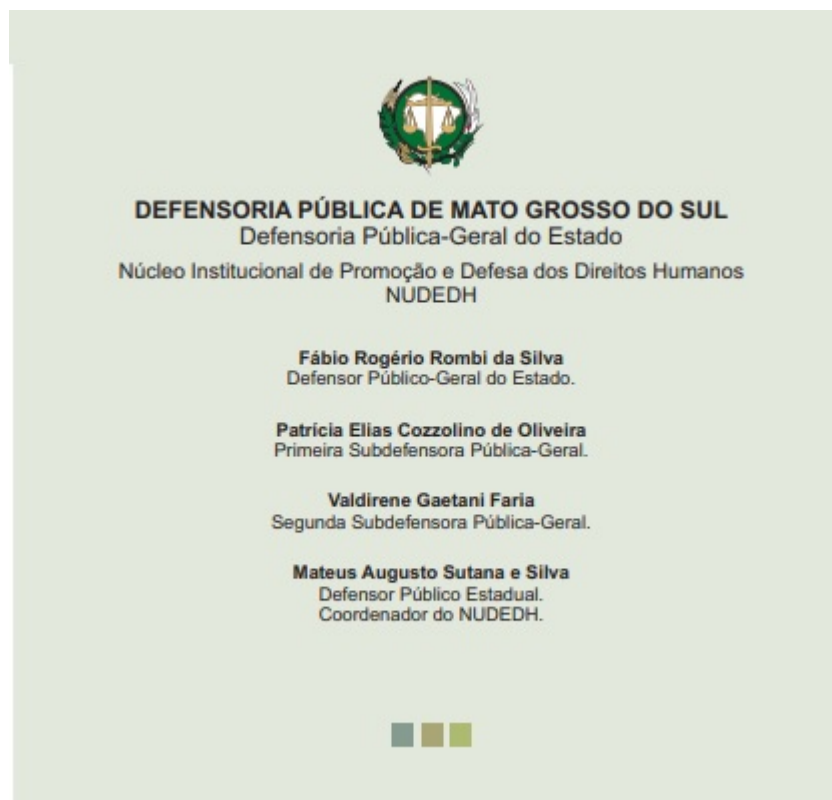 DEFENSORIA PÚBLICA DE MATO GROSSO DO SUL
Defensoria Pública-Geral do Estado
Núcleo Institucional de Promoção e Defesa dos Direitos Humanos
NUDEDH
Fábio Rogério Rombi da Silva
Defensor Público-Geral do Estado.
Patrícia Elias Cozzolino de Oliveira
Primeira Subdefensora Pública-Geral.
Valdirene Gaetani Faria
Segunda Subdefensora Pública-Geral.
Mateus Augusto Sutana e Silva
Defensor Público Estadual.
Coordenador do NUDEDH.